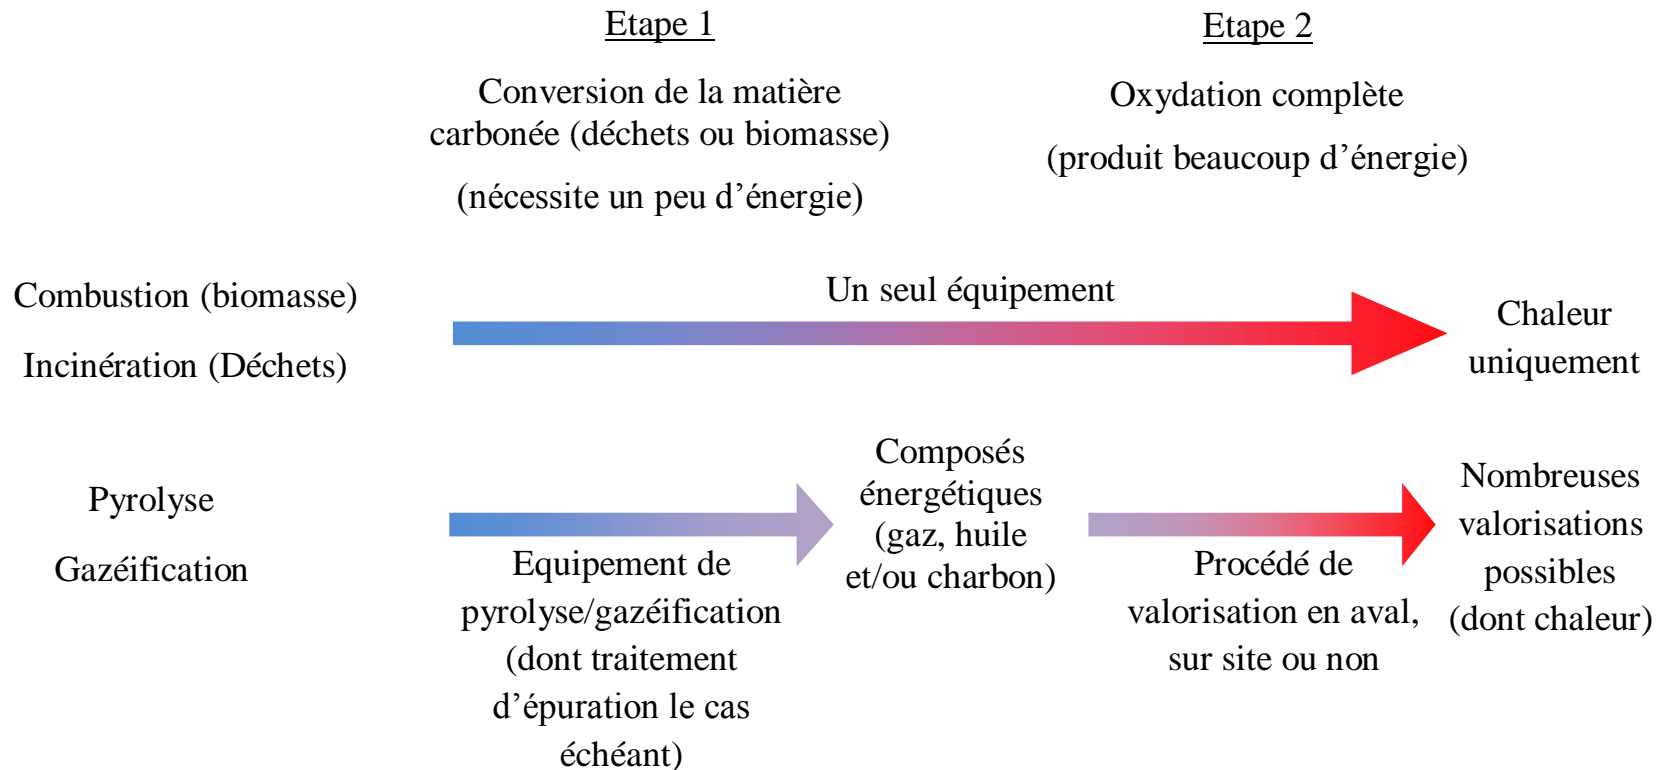 Etape 1
Etape 2
Conversion de la matière
carbonée (déchets ou biomasse)
(nécessite un peu d’énergie)
Oxydation complète
(produit beaucoup d’énergie)
Combustion (biomasse)
Incinération (Déchets)
Un seul équipement
Chaleur
uniquement
Pyrolyse
Gazéification
Equipement de
pyrolyse/gazéification
(dont traitement
d’épuration le cas
échéant)
Composés
énergétiques
(gaz, huile
et/ou charbon)
Procédé de
valorisation en aval,
sur site ou non
Nombreuses
valorisations
possibles
(dont chaleur)